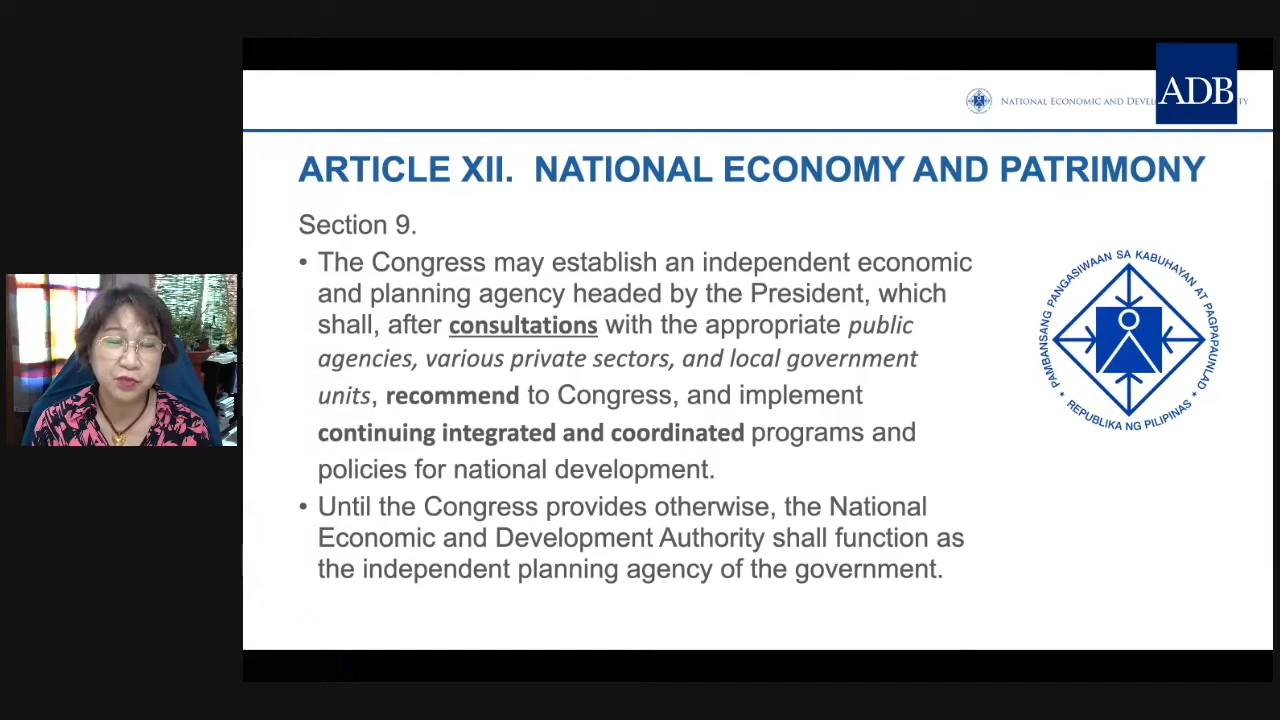 NATIONAL ECONOMIC AND
ADB
ARTICLE XII. NATIONAL ECONOMY AND PATRIMONY
Section 9.
• The Congress may establish an independent economic
and planning agency headed by the President, which
shall, after consultations with the appropriate public
agencies, various private sectors, and local government
units, recommend to Congress, and implement
continuing integrated and coordinated programs and
policies for national development.
• Until the Congress provides otherwise, the National
Economic and Development Authority shall function as
the independent planning agency of the government.
PAMBANSANG PANGASIWAAN SA KABUHAYAN AT PAGPAPAUNLAD
REPUBLIKA NG PILIPINAS